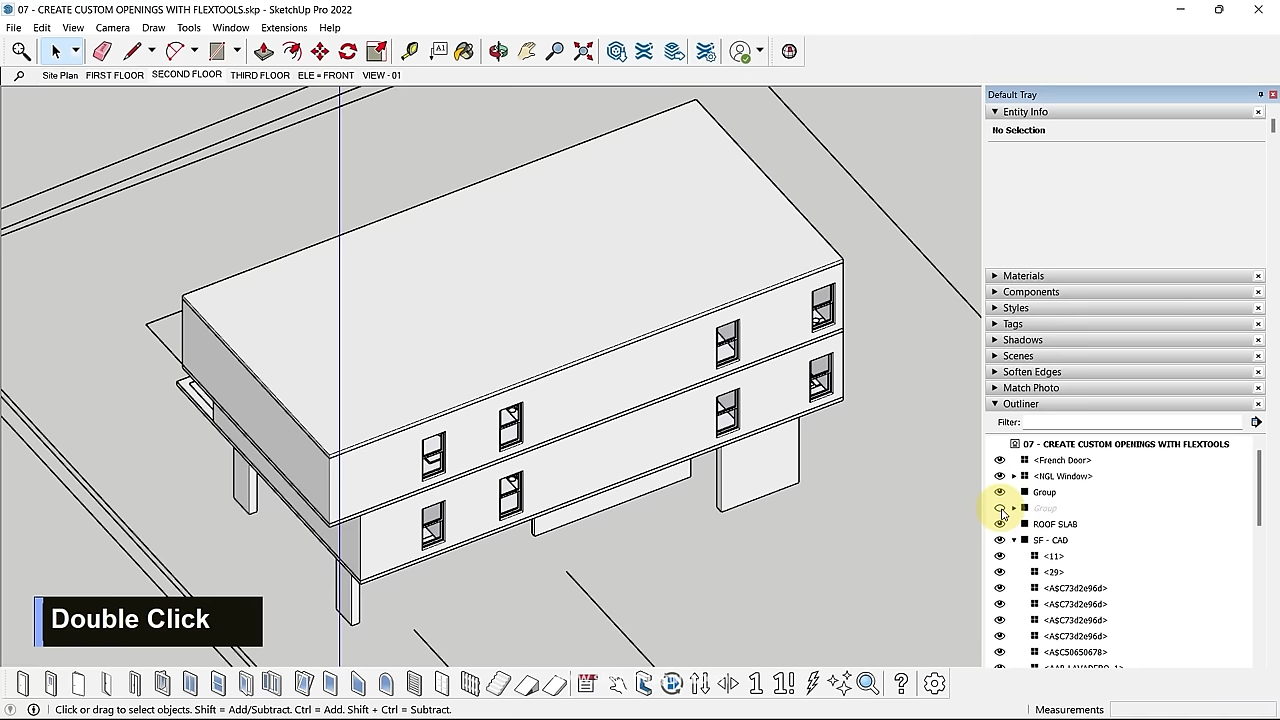 07 - CREATE CUSTOM OPENINGS WITH FLEXTOOLS.skp - SketchUp Pro 2022
File Edit View Camera Draw Tools Window Extensions Help
Site Plan FIRST FLOOR SECOND FLOOR THIRD FLOOR ELE = FRONT VIEW - 01
Default Tray
Entity Info
No Selection
Materials
Components
Styles
Tags
Shadows
Scenes
Soften Edges
Match Photo
Outliner
Filter:
07 - CREATE CUSTOM OPENINGS WITH FLEXTOOLS
<French Door>
<NGL Window>
Group
Group
ROOF SLAB
SF - CAD
<11>
<29>
<A$C73d2e96d>
<A$C73d2e96d>
<A$C73d2e96d>
<A$C73d2e96d>
<A$C50650678>
Double Click
Click or drag to select objects. Shift = Add/Subtract. Ctrl = Add. Shift + Ctrl = Subtract.
Measurements